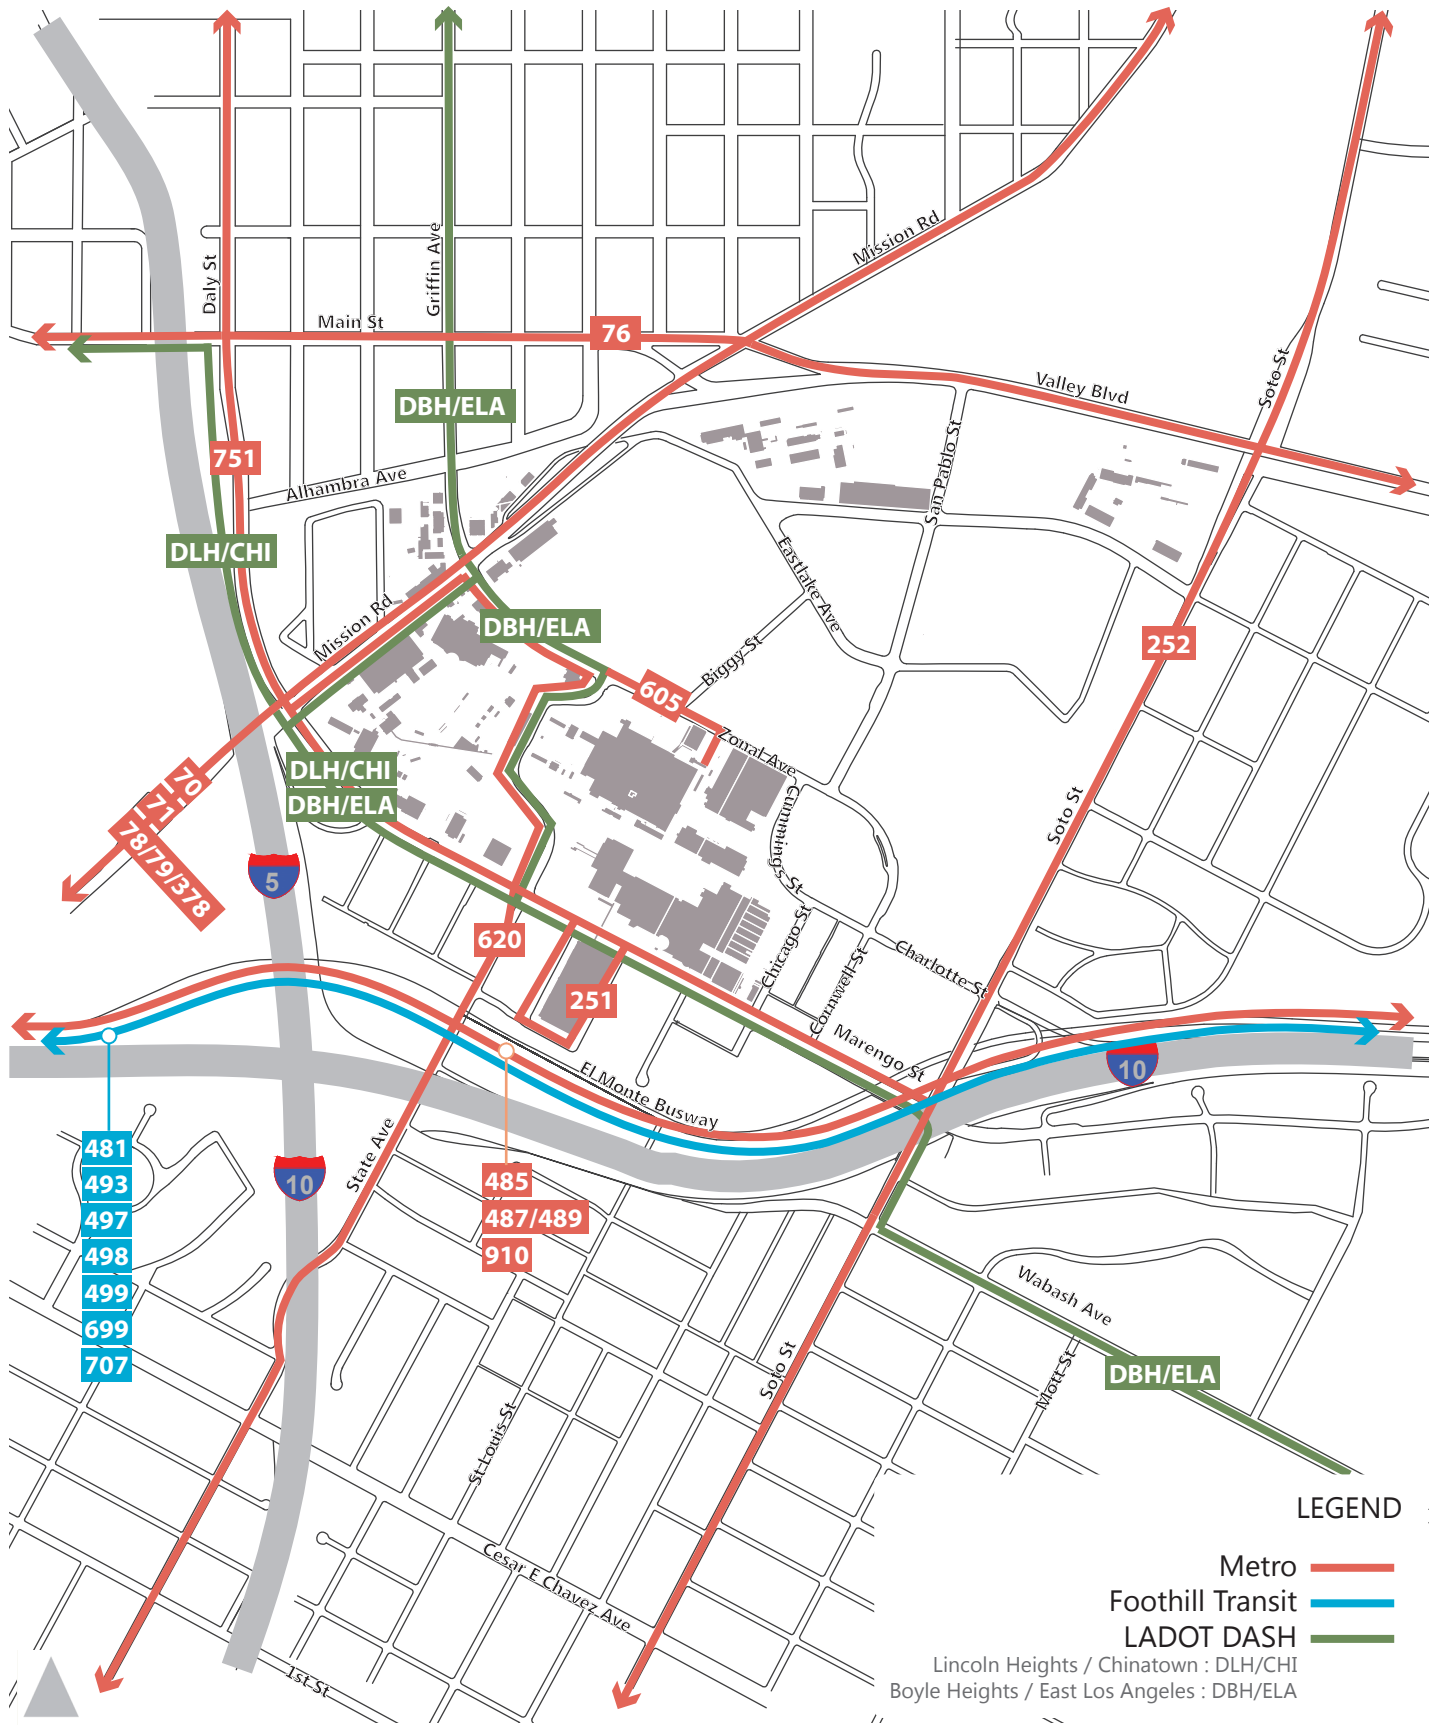 Daly St
Griffin Ave
Main St
76
Mission Rd
Valley Blvd
Soto St
DBH/ELA
751
Alhambra Ave
San Pablo St
DLH/CHI
Eastlake Ave
Mission Rd
DBH/ELA
Biggy St
252
605
Zonal Ave
DLH/CHI
DBH/ELA
70
71
78/79/378
Cummings St
Soto St
5
620
251
Chicago St
Cornwell St
Charlotte St
Marengo St
El Monte Busway
10
481
493
497
498
499
699
707
State Ave
10
485
487/489
910
Wabash Ave
DBH/ELA
Mott St
Soto St
St Louis St
Cesar E Chavez Ave
1st St
LEGEND
Metro
Foothill Transit
LADOT DASH
Lincoln Heights / Chinatown : DLH/CHI
Boyle Heights / East Los Angeles : DBH/ELA